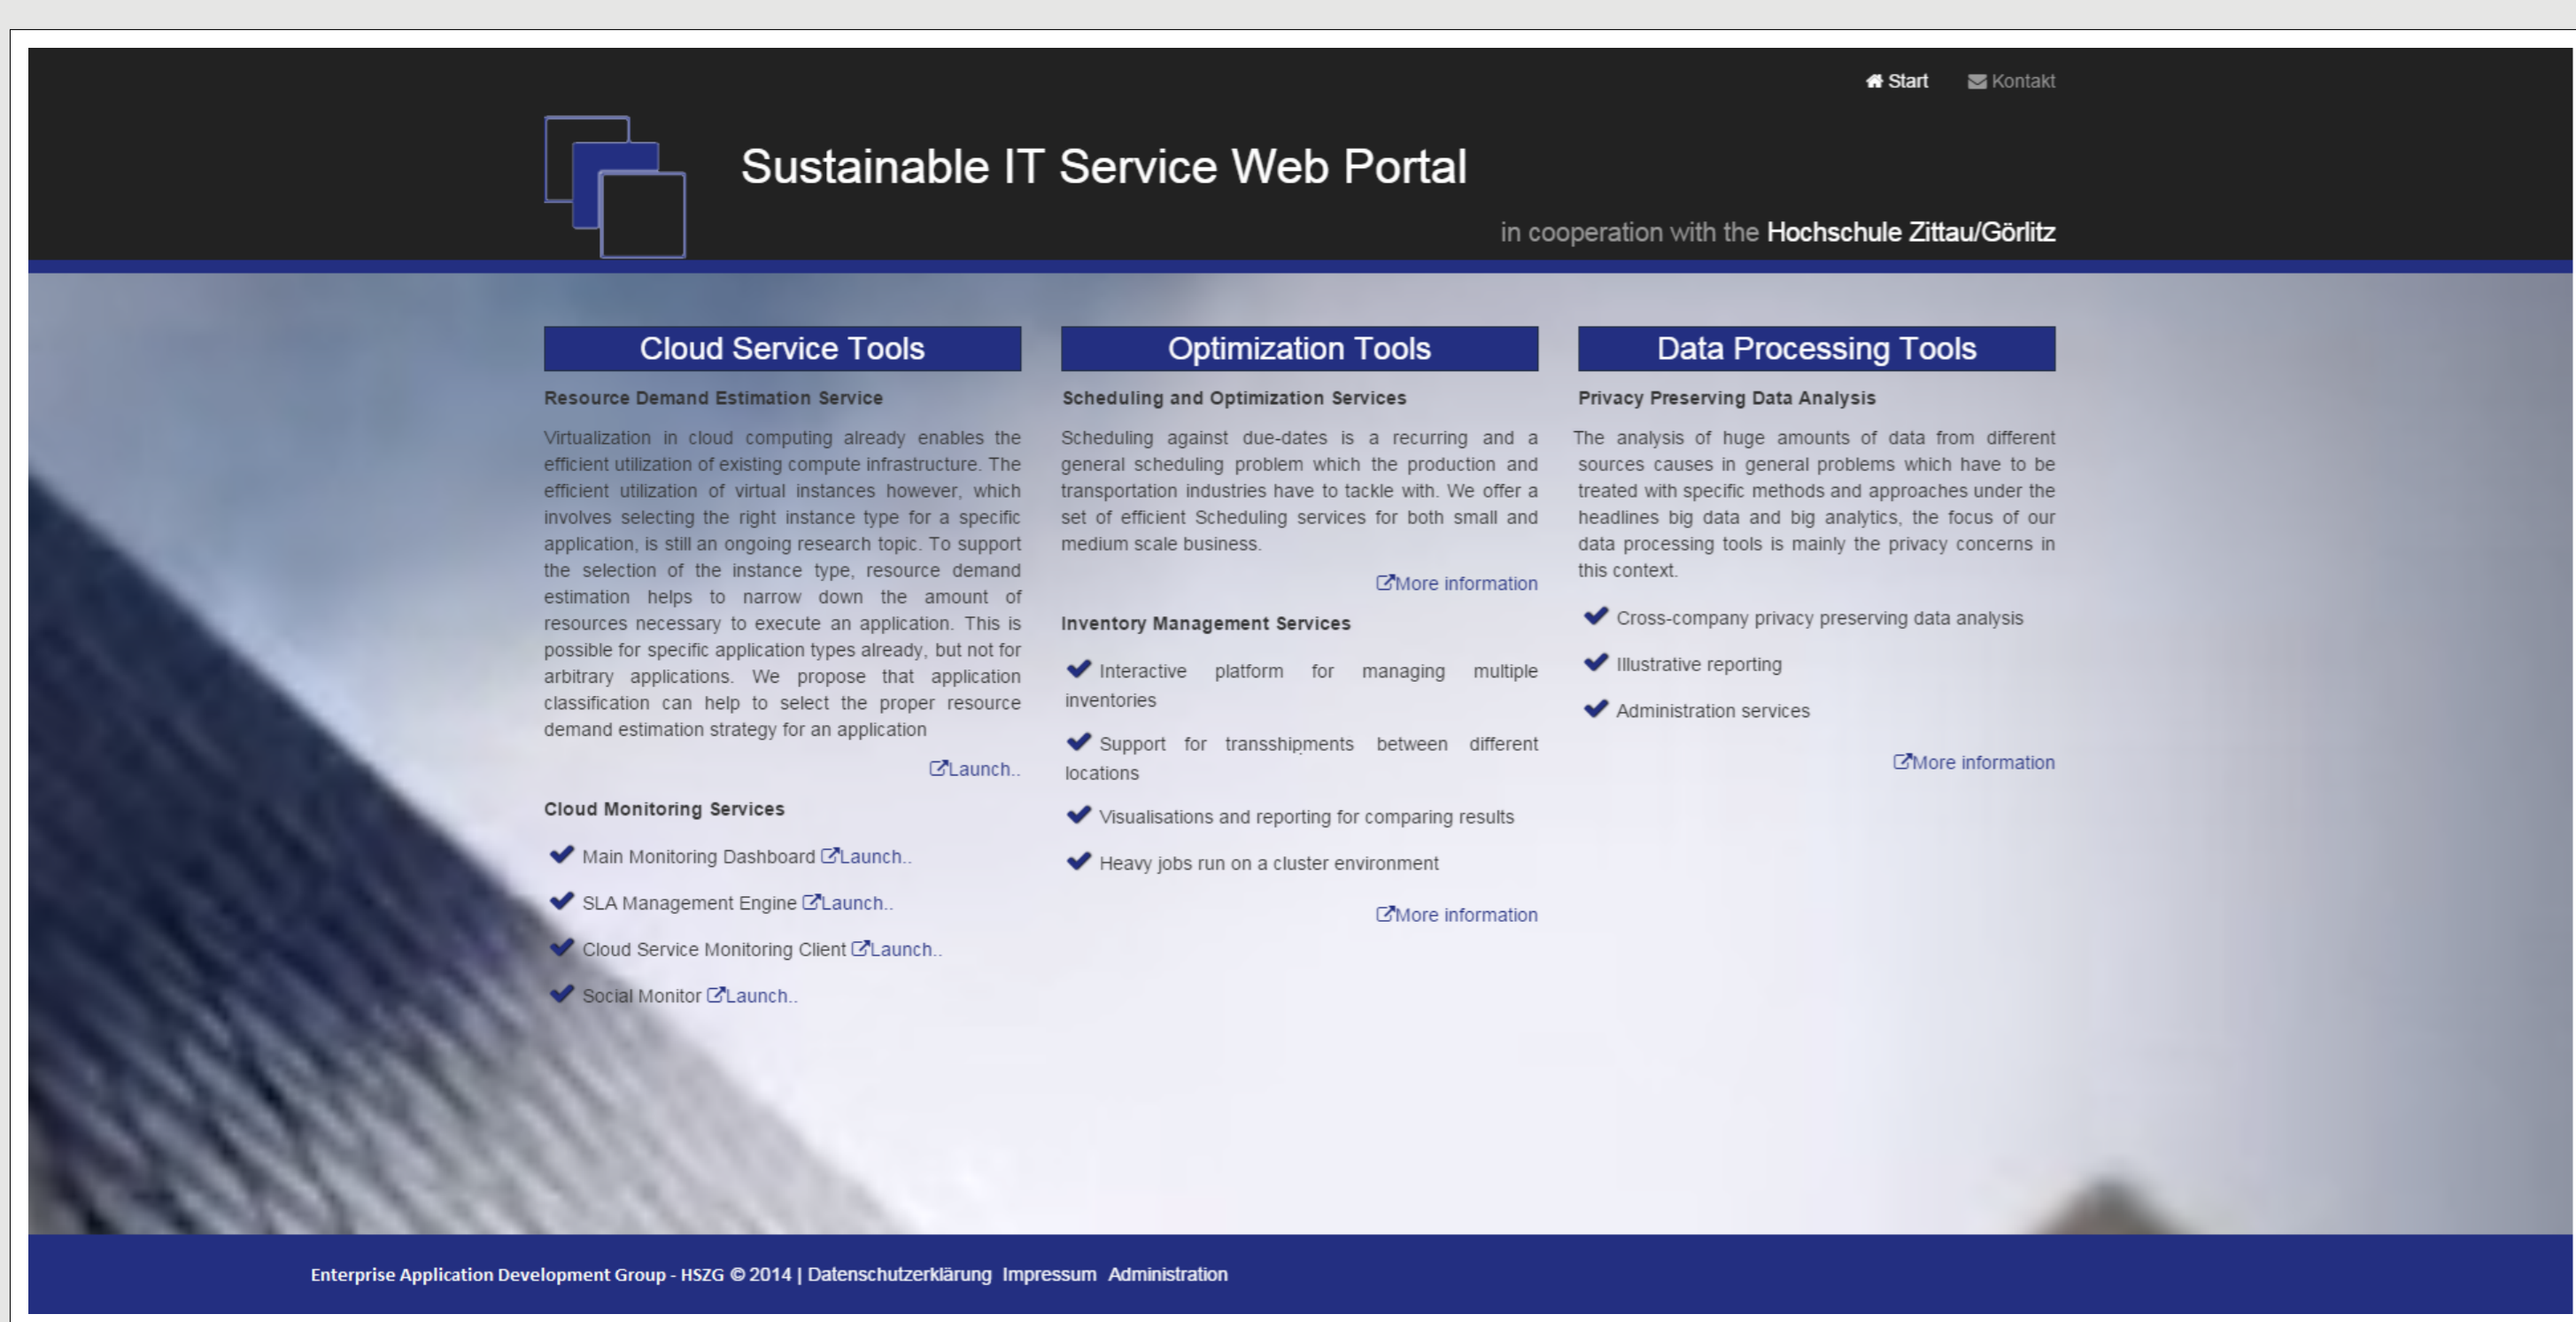 Start Kontakt
Sustainable IT Service Web Portal
in cooperation with the Hochschule Zittau/Görlitz
Cloud Service Tools
Resource Demand Estimation Service
Virtualization in cloud computing already enables the
efficient utilization of existing compute infrastructure. The
efficient utilization of virtual instances however, which
involves selecting the right instance type for a specific
application, is still an ongoing research topic. To support
the selection of the instance type, resource demand
estimation helps to narrow down the amount of
resources necessary to execute an application. This is
possible for specific application types already, but not for
arbitrary applications. We propose that application
classification can help to select the proper resource
demand estimation strategy for an application
Launch..
Cloud Monitoring Services
Main Monitoring Dashboard Launch..
SLA Management Engine Launch..
Cloud Service Monitoring Client Launch..
Social Monitor Launch..
Optimization Tools
Scheduling and Optimization Services
Scheduling against due-dates is a recurring and a
general scheduling problem which the production and
transportation industries have to tackle with. We offer a
set of efficient Scheduling services for both small and
medium scale business.
More information
Inventory Management Services
Interactive platform for managing multiple
inventories
Support for transshipments between different
locations
Visualisations and reporting for comparing results
Heavy jobs run on a cluster environment
More information
Data Processing Tools
Privacy Preserving Data Analysis
The analysis of huge amounts of data from different
sources causes in general problems which have to be
treated with specific methods and approaches under the
headlines big data and big analytics, the focus of our
data processing tools is mainly the privacy concerns in
this context.
Cross-company privacy preserving data analysis
Illustrative reporting
Administration services
More information
Enterprise Application Development Group - HSZG © 2014 | Datenschutzerklärung Impressum Administration